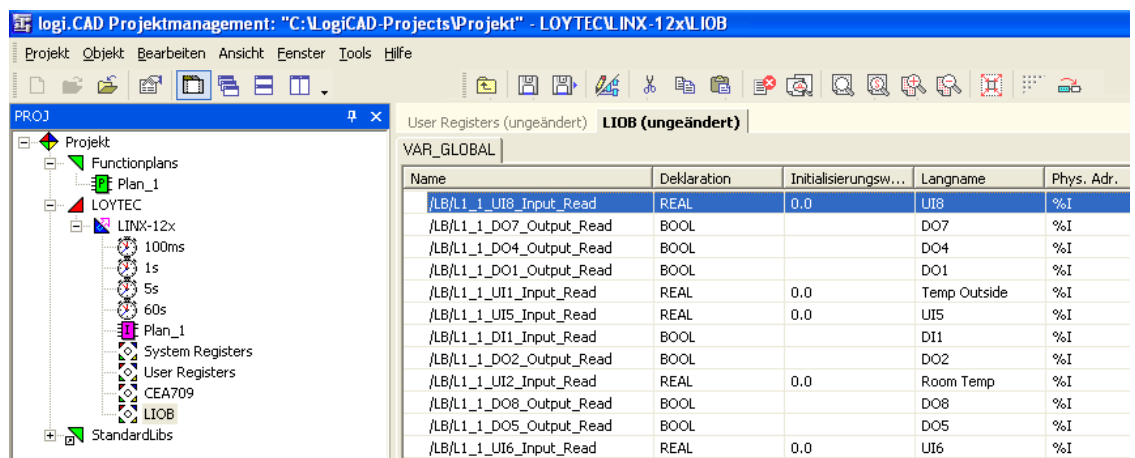 logi.CAD Projektmanagement: "C:\LogiCAD-Projects\Projekt" - LOYTEC\LINX-12x\LIOB
Projekt Objekt Bearbeiten Ansicht Fenster Tools Hilfe
PROJ
Projekt
Functionplans
Plan_1
LOYTEC
LINX-12x
100ms
1s
5s
60s
Plan_1
System Registers
User Registers
CEA709
LIOB
StandardLibs
User Registers (ungeändert) LIOB (ungeändert)
VAR_GLOBAL
Name Deklaration Initialisierungsw... Langname Phys. Adr.
/LB/L1_1_UI8_Input_Read REAL 0.0 UI8 %I
/LB/L1_1_DO7_Output_Read BOOL DO7 %I
/LB/L1_1_DO4_Output_Read BOOL DO4 %I
/LB/L1_1_DO1_Output_Read BOOL DO1 %I
/LB/L1_1_UI1_Input_Read REAL 0.0 Temp Outside %I
/LB/L1_1_UI5_Input_Read REAL 0.0 UI5 %I
/LB/L1_1_DI1_Input_Read BOOL DI1 %I
/LB/L1_1_DO2_Output_Read BOOL DO2 %I
/LB/L1_1_UI2_Input_Read REAL 0.0 Room Temp %I
/LB/L1_1_DO8_Output_Read BOOL DO8 %I
/LB/L1_1_DO5_Output_Read BOOL DO5 %I
/LB/L1_1_UI6_Input_Read REAL 0.0 UI6 %I